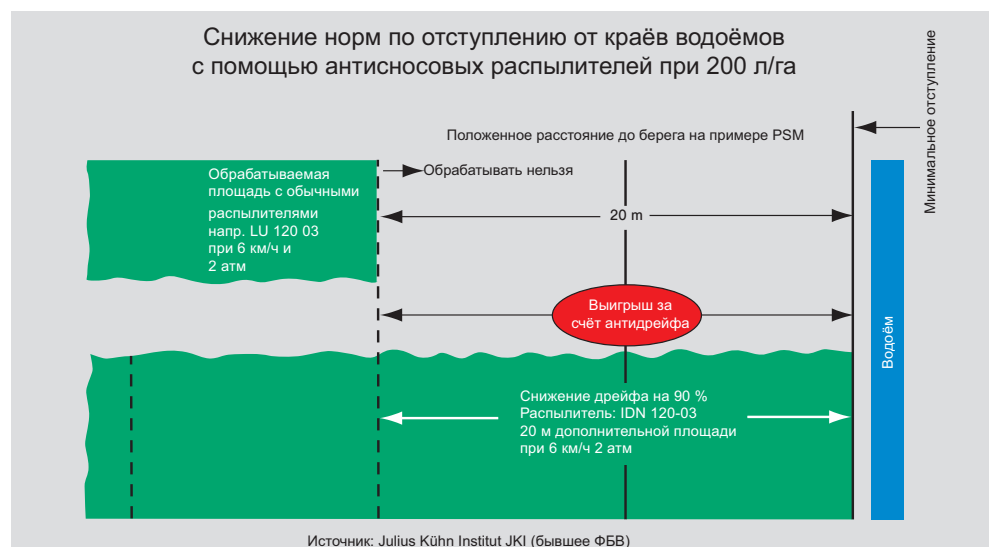 Снижение норм по отступлению от краёв водоёмов
с помощью антисносовых распылителей при 200 л/га
Минимальное отступление
Положенное расстояние до берега на примере PSM
Обрабатывать нельзя
Обрабатываемая
площадь с обычными
распылителями
напр. LU 120 03
при 6 км/ч и
2 атм
20 m
Выигрыш за
счёт антидрейфа
Водоём
Снижение дрейфа на 90 %
Распылитель: IDN 120-03
20 м дополнительной площади
при 6 км/ч 2 атм
Источник: Julius Kühn Institut JKI (бывшее ФБВ)